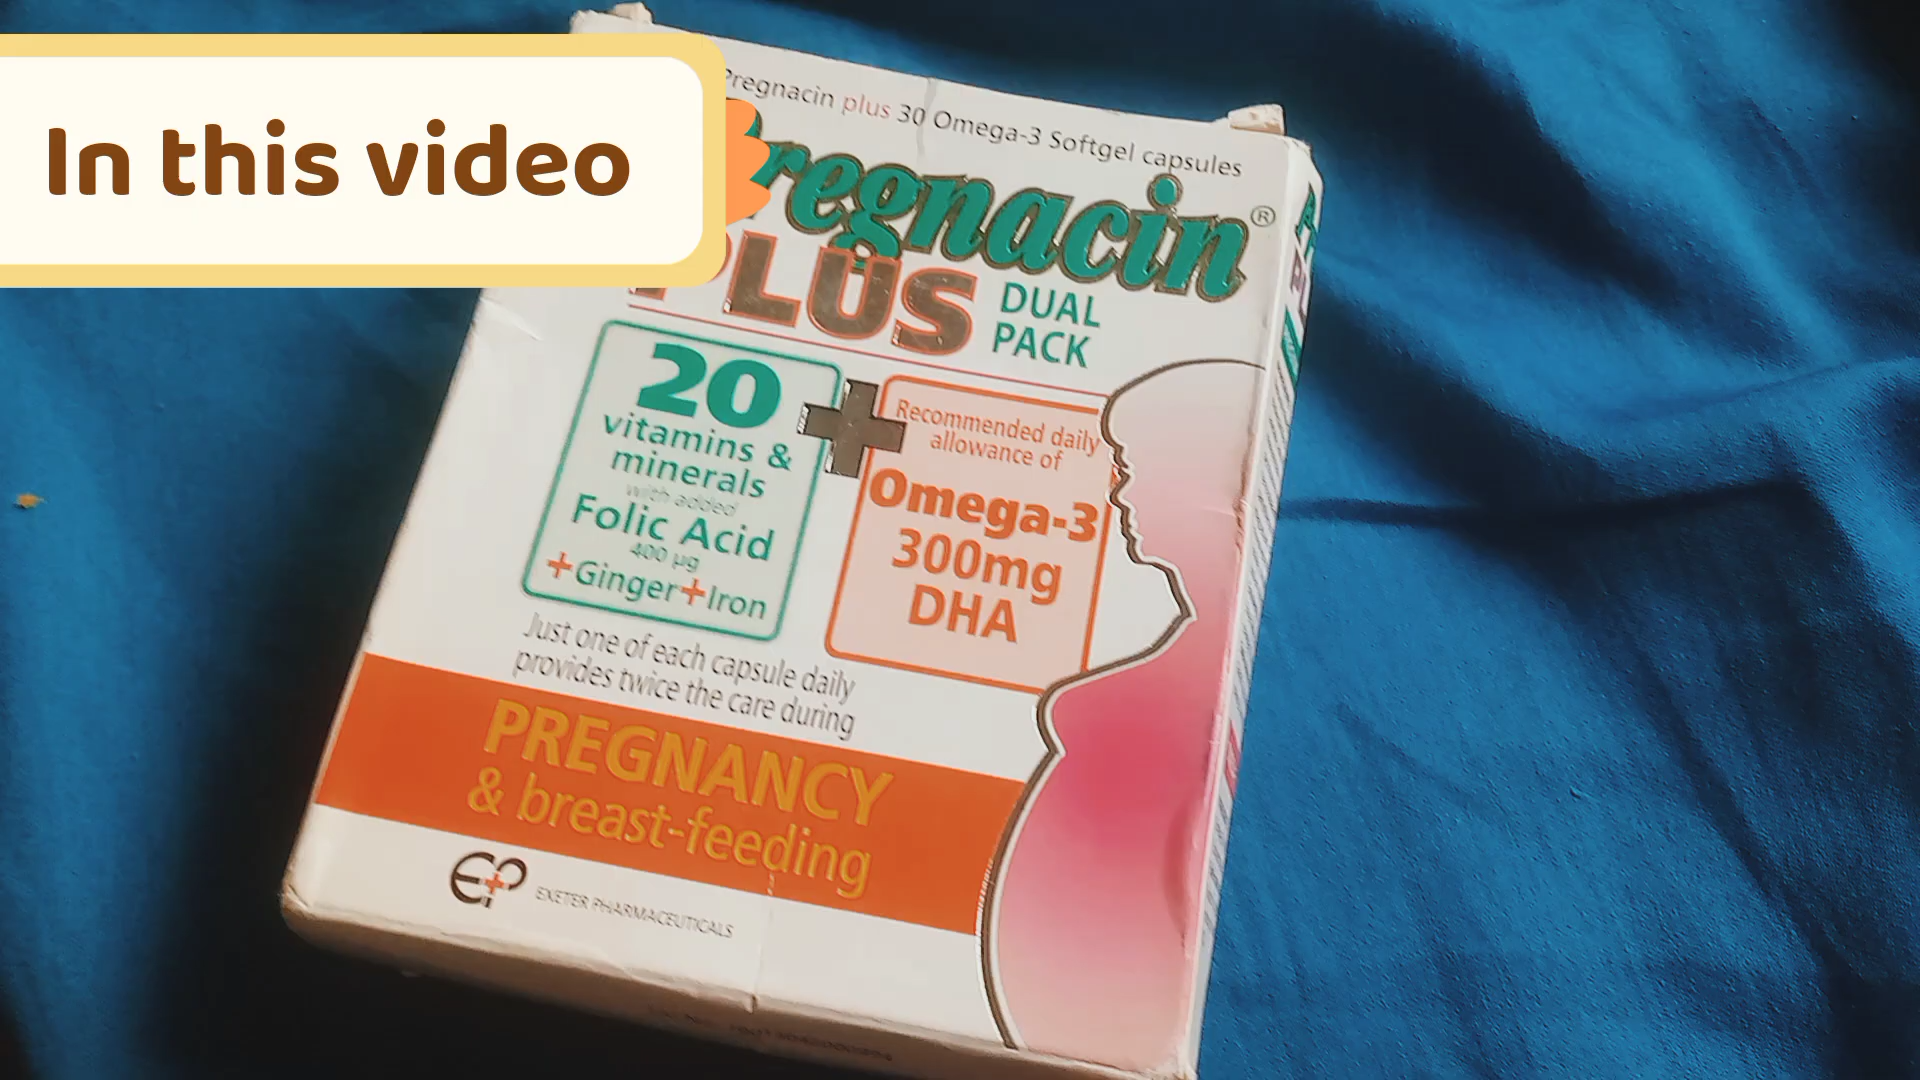 In this video
Pregnacin plus 30 Omega-3 Softgel capsules
Pregnacin®
PLUS
DUAL
PACK
20
vitamins &
minerals
with added
Folic Acid
400 µg
+Ginger+Iron
Recommended daily
allowance of
Omega-3
300mg
DHA
Just one of each capsule daily
provides twice the care during
PREGNANCY
& breast-feeding
EP
EXETER PHARMACEUTICALS